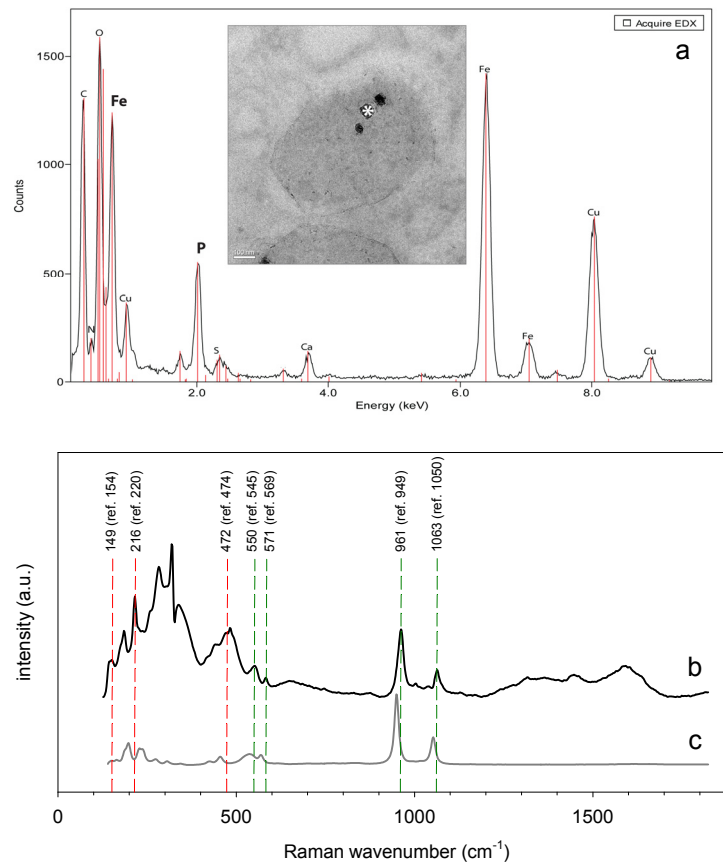 Acquire EDX
a
1500
1000
500
0
Counts
C
O
N
Fe
Cu
P
S
Ca
Fe
Fe
Cu
Cu
*
100 nm
2.0
4.0
6.0
8.0
Energy (keV)
149 (ref. 154)
216 (ref. 220)
472 (ref. 474)
550 (ref. 545)
571 (ref. 569)
961 (ref. 949)
1063 (ref. 1050)
intensity (a.u.)
b
c
0
500
1000
1500
Raman wavenumber (cm⁻¹)